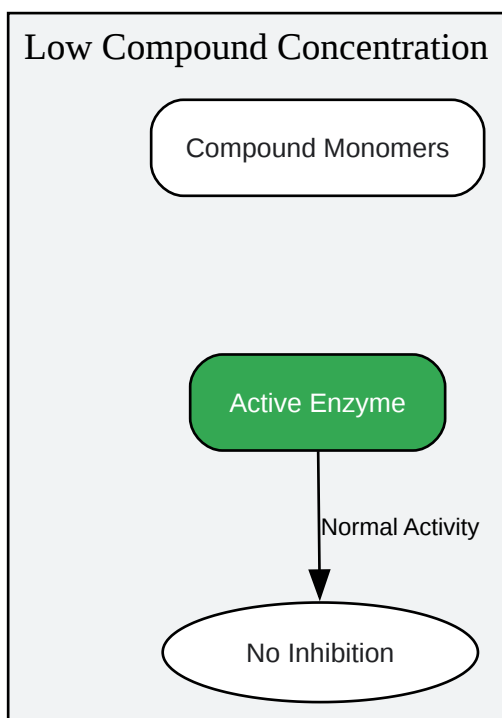 Low Compound Concentration
Compound Monomers
Active Enzyme
Normal Activity
No Inhibition